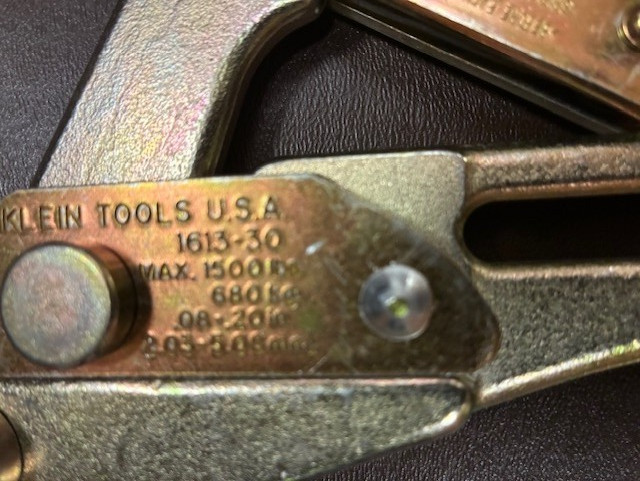 KLEIN TOOLS U.S.A
1613-30
MAX. 1500 lbs
680 kg
.08-.20 in
2.03-5.08 mm